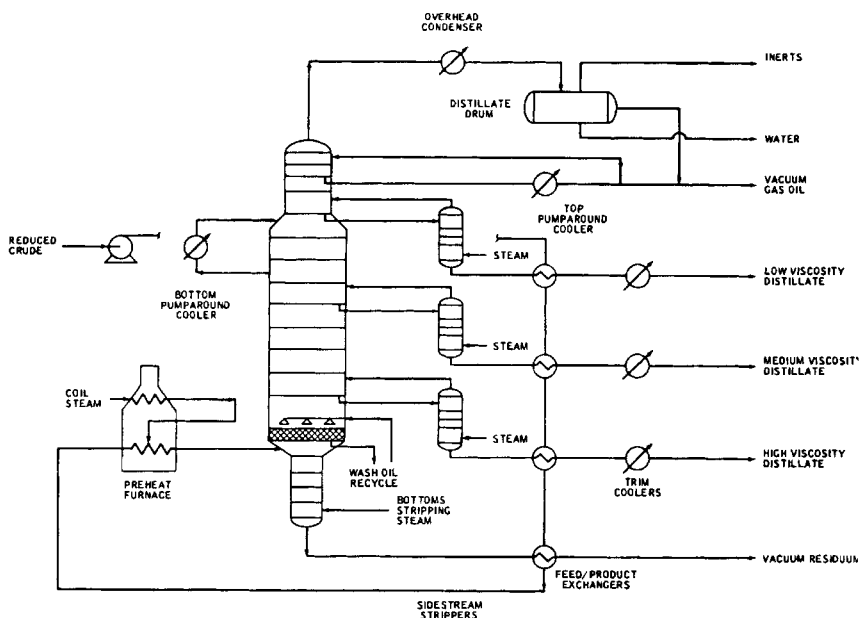 OVERHEAD
CONDENSER
INERTS
DISTILLATE
DRUM
WATER
VACUUM
GAS OIL
TOP
PUMPAROUND
COOLER
REDUCED
CRUDE
STEAM
BOTTOM
PUMPAROUND
COOLER
LOW VISCOSITY
DISTILLATE
STEAM
MEDIUM VISCOSITY
DISTILLATE
COIL
STEAM
STEAM
HIGH VISCOSITY
DISTILLATE
WASH OIL
RECYCLE
PREHEAT
FURNACE
TRIM
COOLERS
BOTTOMS
STRIPPING
STEAM
VACUUM RESIDUUM
FEED/PRODUCT
EXCHANGERS
SIDESTREAM
STRIPPERS